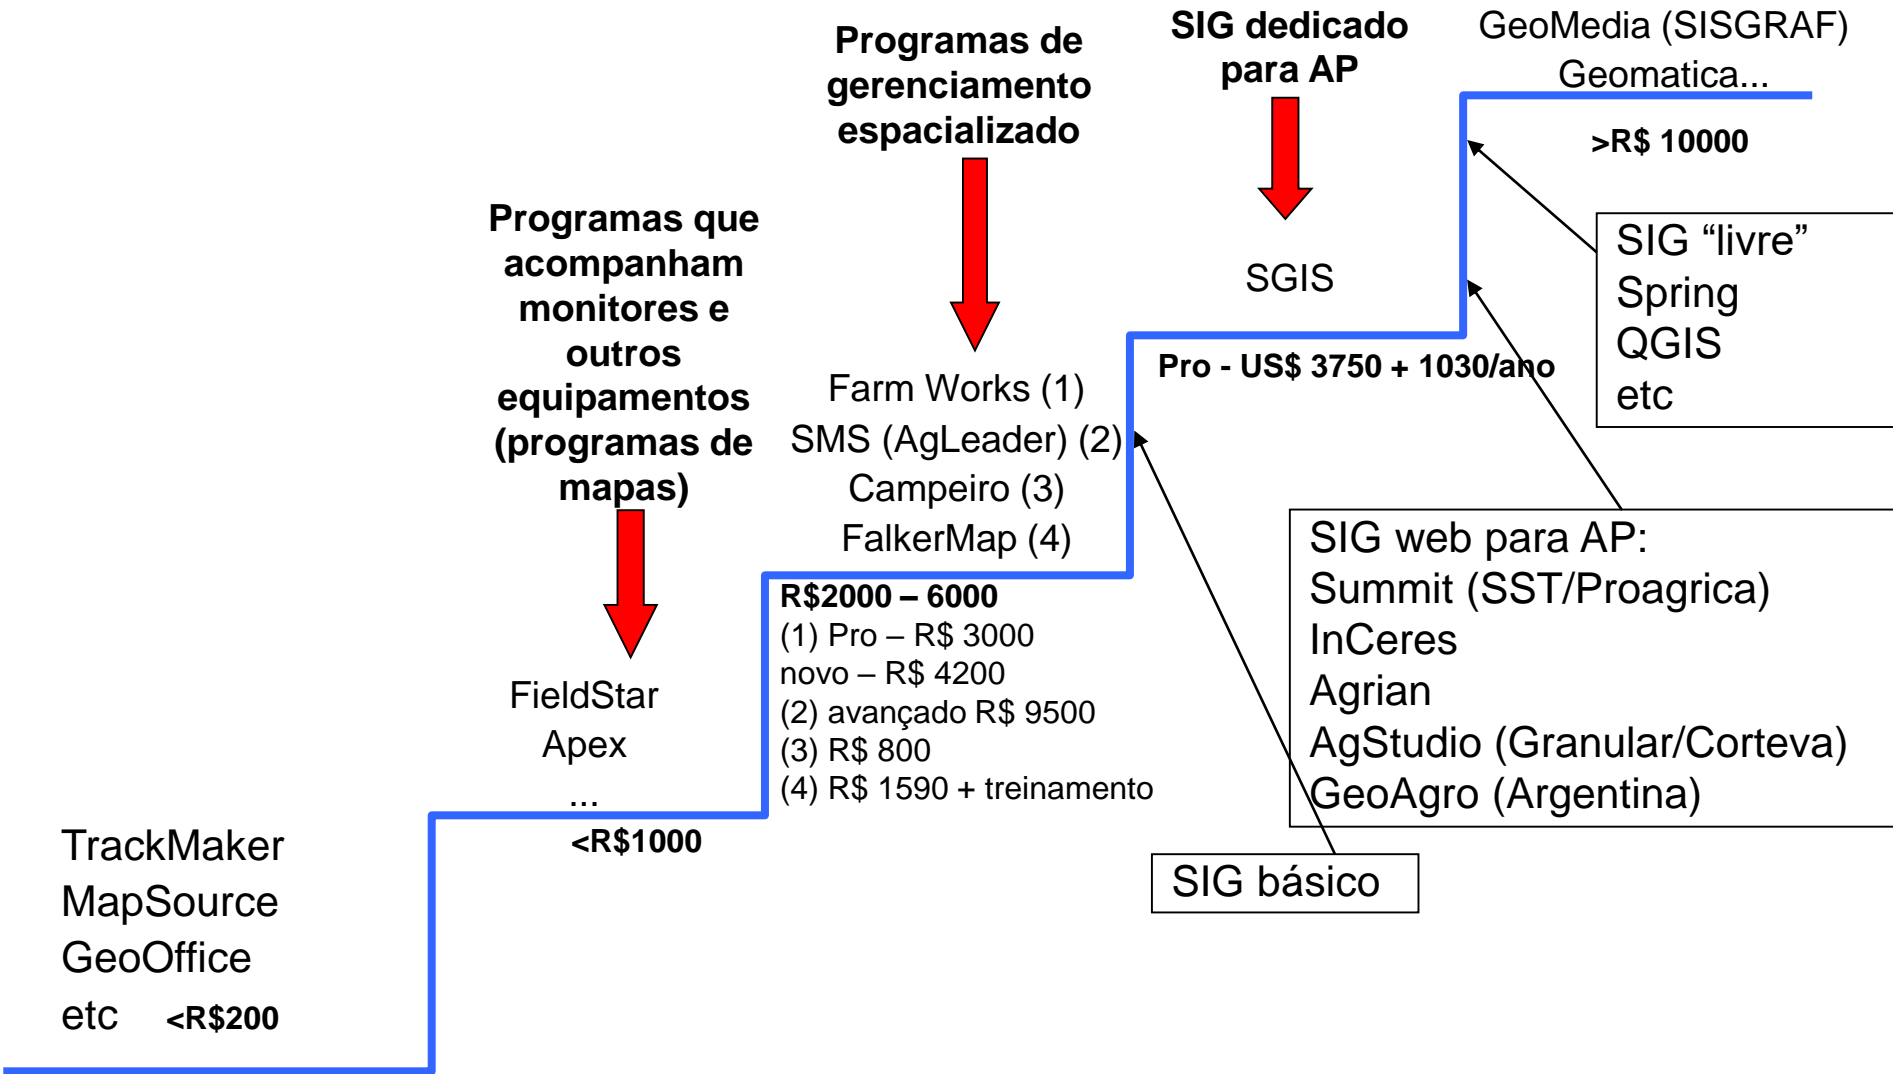 TrackMaker
MapSource
GeoOffice
etc <R$200
Programas que
acompanham
monitores e
outros
equipamentos
(programas de
mapas)
FieldStar
Apex
...
<R$1000
Programas de
gerenciamento
espacializado
Farm Works (1)
SMS (AgLeader) (2)
Campeiro (3)
FalkerMap (4)
R$2000 – 6000
(1) Pro – R$ 3000
novo – R$ 4200
(2) avançado R$ 9500
(3) R$ 800
(4) R$ 1590 + treinamento
SIG dedicado
para AP
SGIS
Pro - US$ 3750 + 1030/ano
GeoMedia (SISGRAF)
Geomatica...
>R$ 10000
SIG “livre”
Spring
QGIS
etc
SIG web para AP:
Summit (SST/Proagrica)
InCeres
Agrian
AgStudio (Granular/Corteva)
GeoAgro (Argentina)
SIG básico